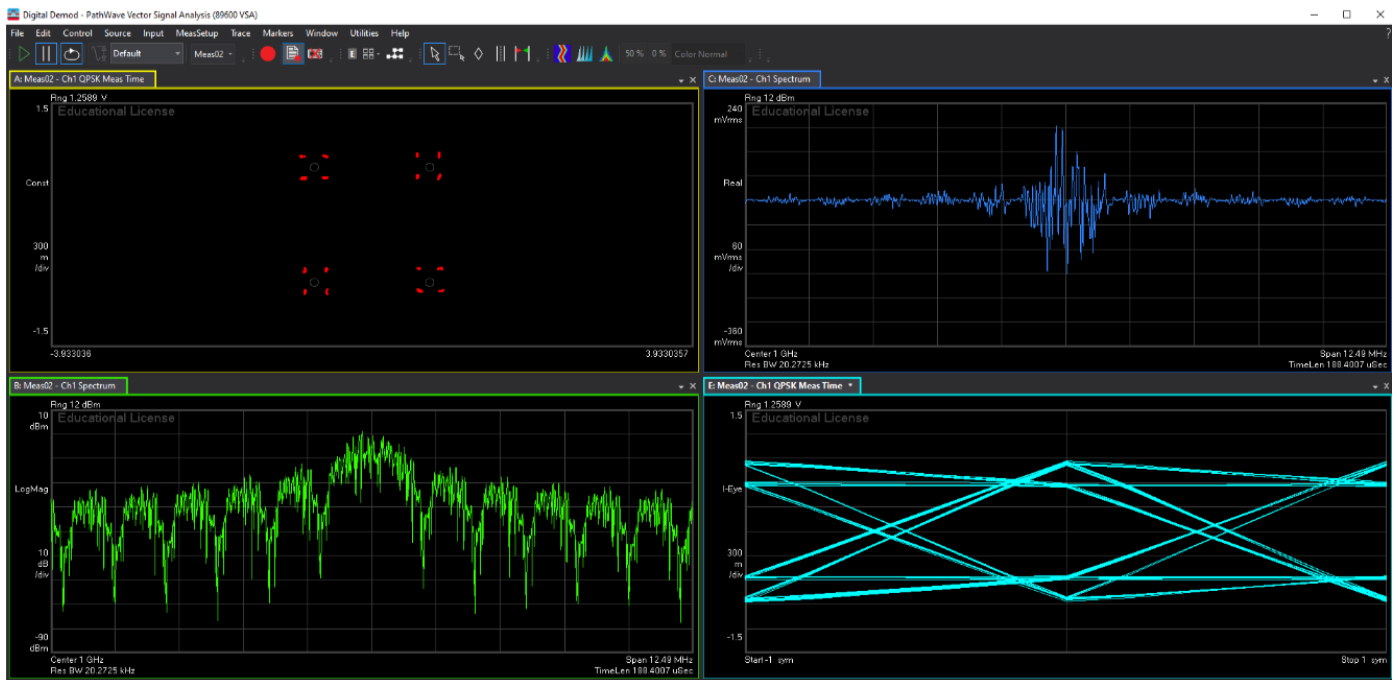 Digital Demod - PathWave Vector Signal Analysis (89600 VSA)
File Edit Control Source Input MeasSetup Trace Markers Window Utilities Help
?
Default Meas02 E 50 % 0 % Color Normal
A: Meas02 - Ch1 QPSK Meas Time
Rng 1.2589 V
1.5 Educational License
Const
300
m
/div
-1.5
-3.933036 3.9330357
C: Meas02 - Ch1 Spectrum
Rng 12 dBm
240
mVrms
Educational License
Real
60
mVrms
/div
-360
mVrms
Center 1 GHz Span 12.49 MHz
Res BW 20.2725 kHz TimeLen 188.4007 uSec
B: Meas02 - Ch1 Spectrum
Rng 12 dBm
10
dBm
Educational License
LogMag
10
dB
/div
-90
dBm
Center 1 GHz Span 12.49 MHz
Res BW 20.2725 kHz TimeLen 188.4007 uSec
E: Meas02 - Ch1 QPSK Meas Time
Rng 1.2589 V
1.5 Educational License
I-Eye
300
m
/div
-1.5
Start -1 sym Stop 1 sym